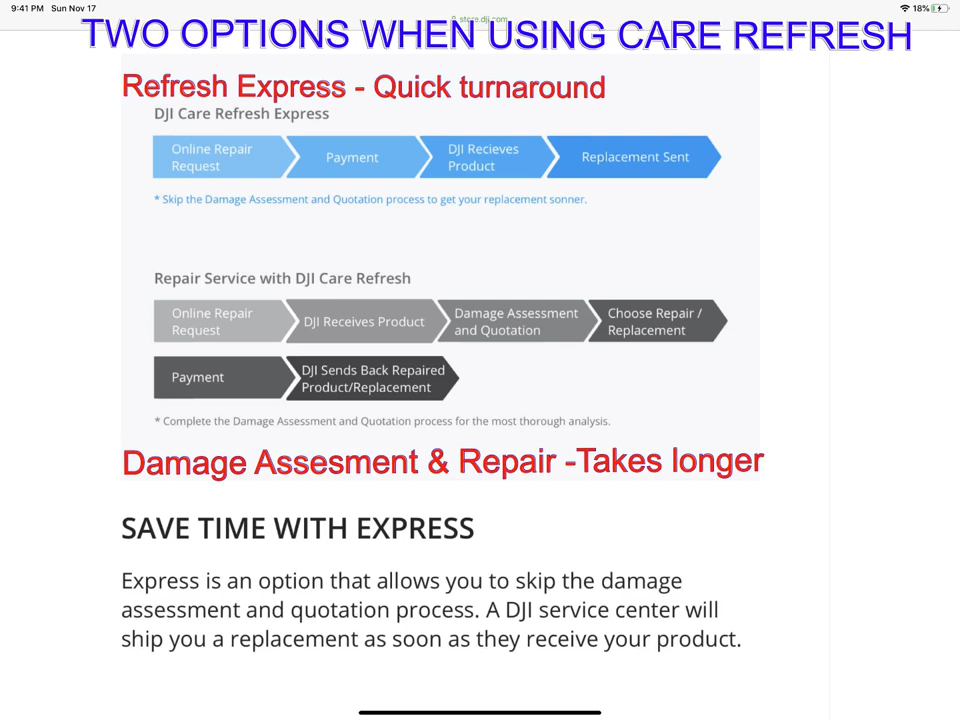 9:41 PM Sun Nov 17
18%
store.dji.com
TWO OPTIONS WHEN USING CARE REFRESH
Refresh Express - Quick turnaround
DJI Care Refresh Express
Online Repair
Request
Payment
DJI Recieves
Product
Replacement Sent
* Skip the Damage Assessment and Quotation process to get your replacement sonner.
Repair Service with DJI Care Refresh
Online Repair
Request
DJI Receives Product
Damage Assessment
and Quotation
Choose Repair /
Replacement
Payment
DJI Sends Back Repaired
Product/Replacement
* Complete the Damage Assessment and Quotation process for the most thorough analysis.
Damage Assesment & Repair -Takes longer
SAVE TIME WITH EXPRESS
Express is an option that allows you to skip the damage
assessment and quotation process. A DJI service center will
ship you a replacement as soon as they receive your product.